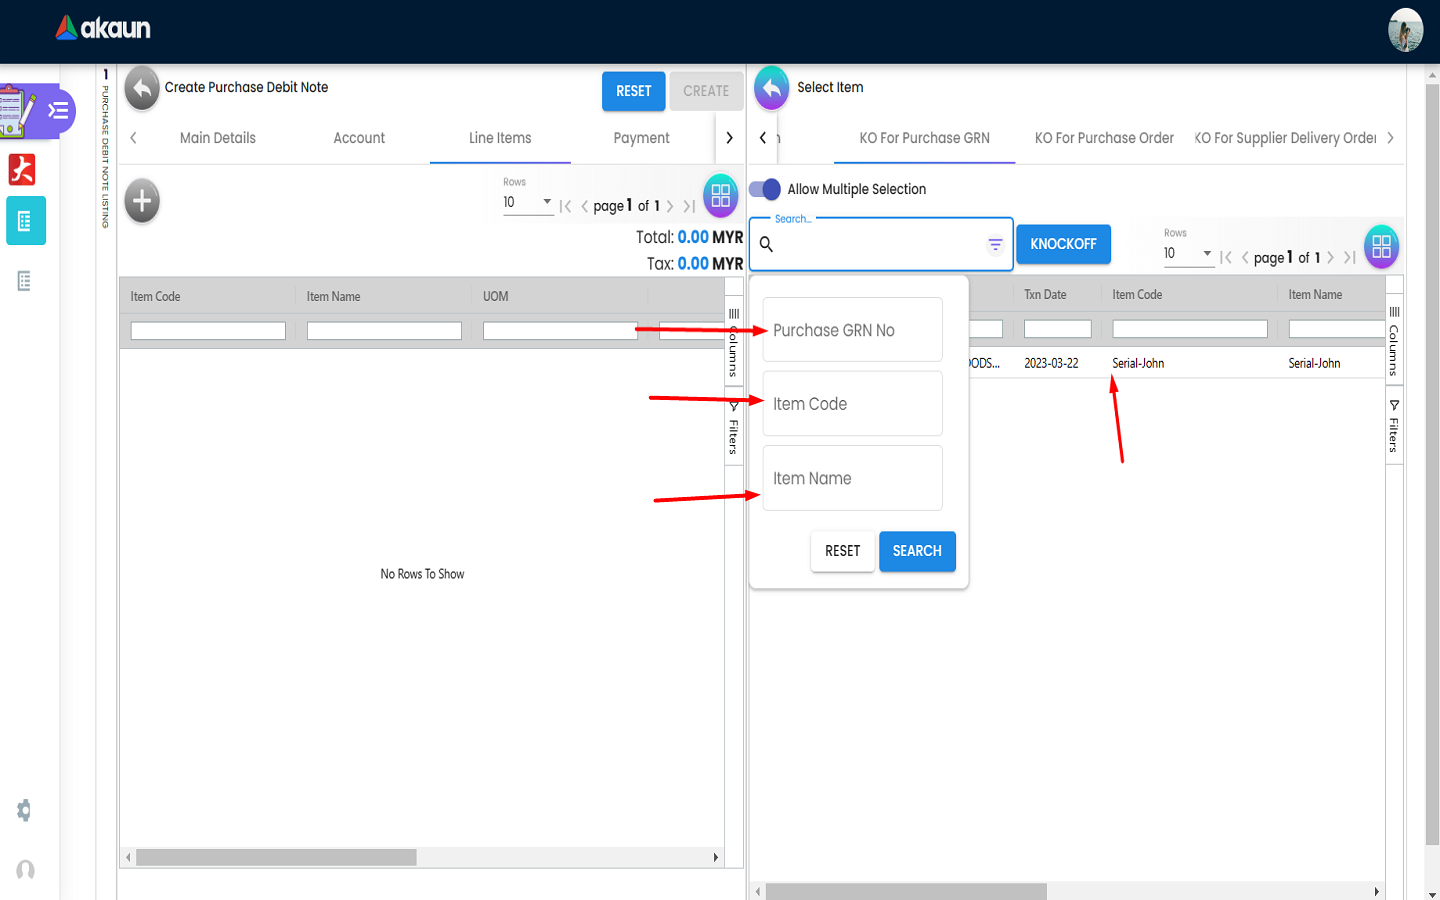 akaun
1 PURCHASE DEBIT NOTE LISTING
Create Purchase Debit Note
RESET
CREATE
Main Details
Account
Line Items
Payment
Rows
10
page 1 of 1
Total: 0.00 MYR
Tax: 0.00 MYR
Item Code
Item Name
UOM
Columns
Filters
No Rows To Show
Select Item
KO For Purchase GRN
KO For Purchase Order
KO For Supplier Delivery Order
Allow Multiple Selection
Search...
KNOCKOFF
Rows
10
page 1 of 1
Txn Date
Item Code
Item Name
2023-03-22
Serial-John
Serial-John
Purchase GRN No
Item Code
Item Name
RESET
SEARCH
Columns
Filters